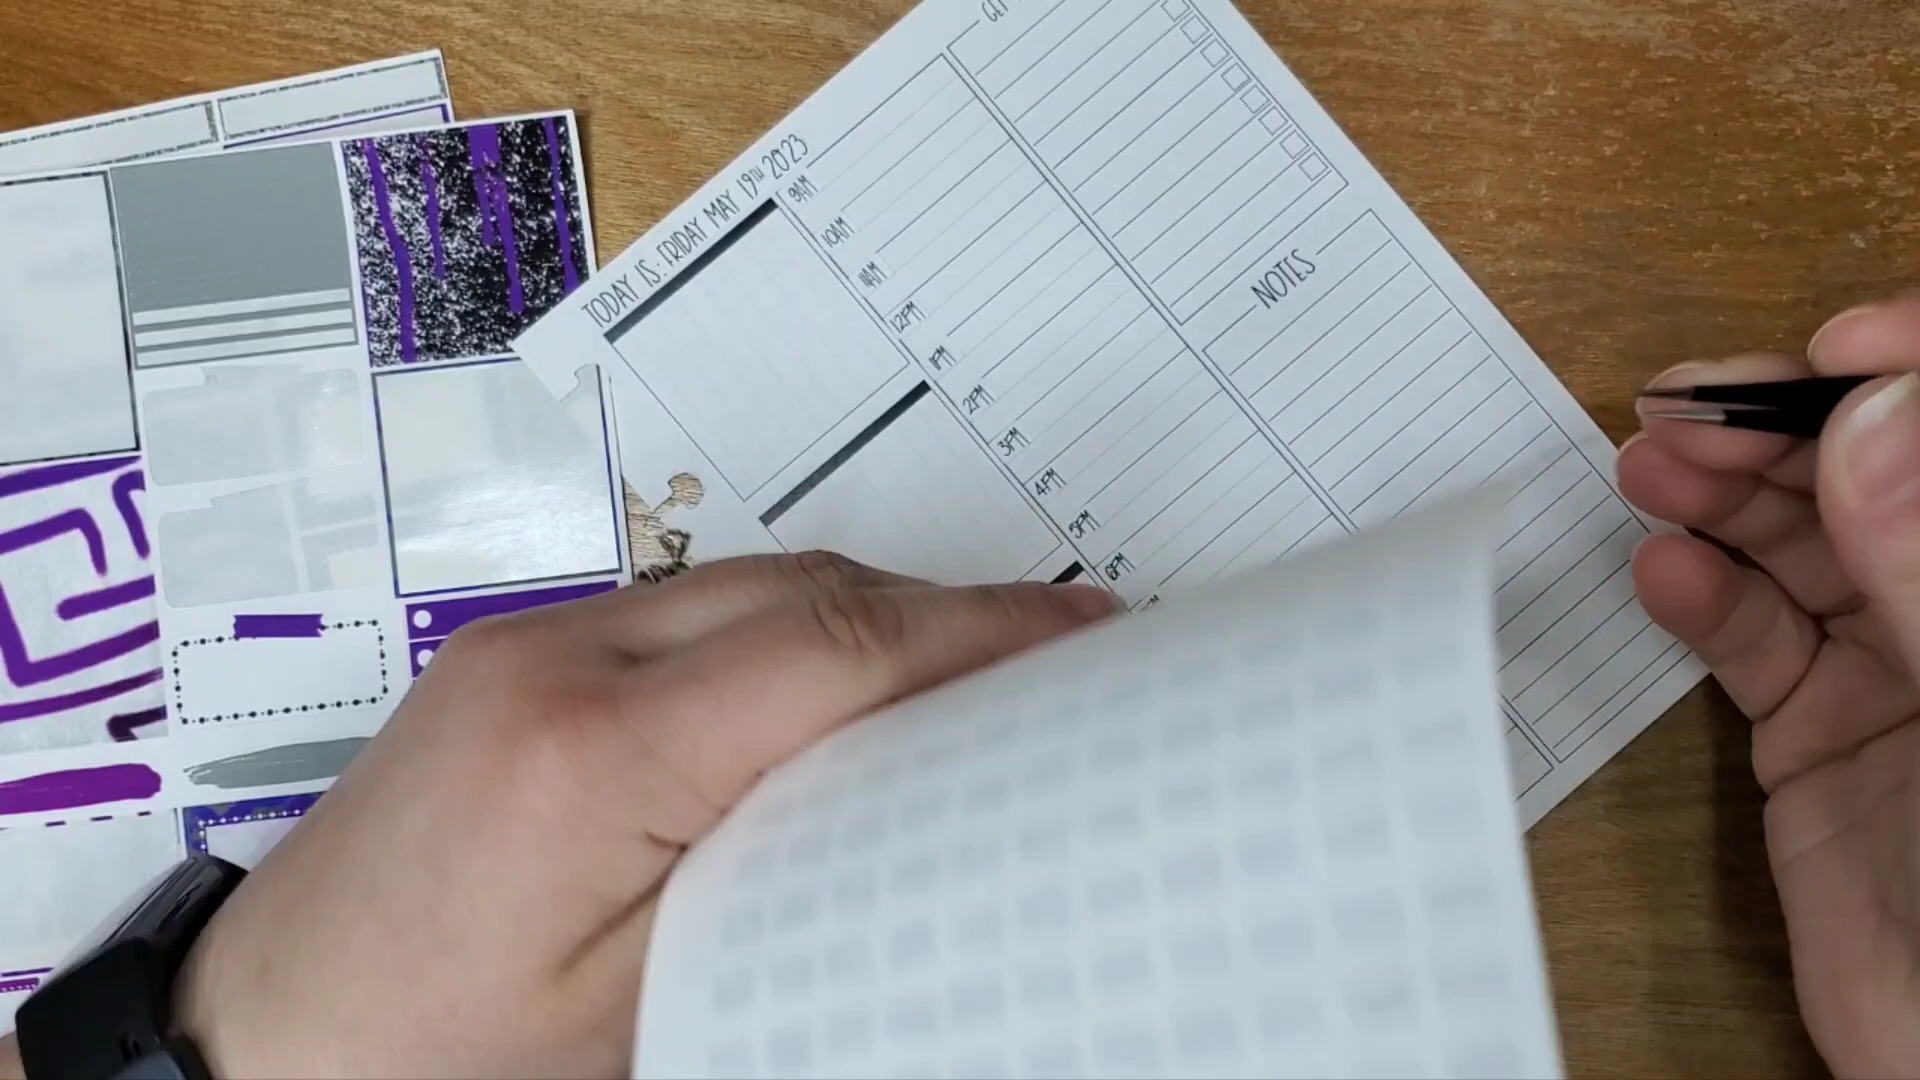 TODAY IS: FRIDAY MAY 19TH 2023
9AM
10AM
11AM
12PM
1PM
2PM
3PM
4PM
5PM
6PM
NOTES